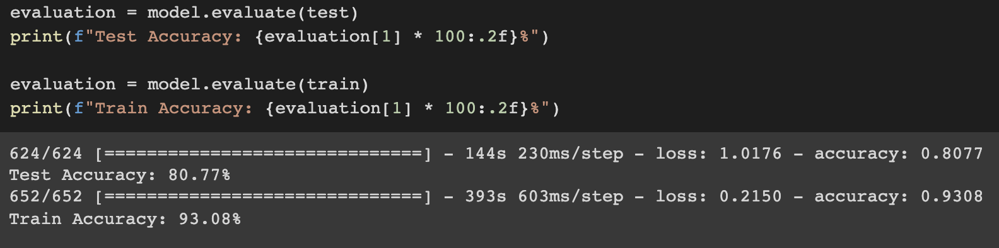 evaluation = model.evaluate(test)
print(f"Test Accuracy: {evaluation[1] * 100:.2f}%")
evaluation = model.evaluate(train)
print(f"Train Accuracy: {evaluation[1] * 100:.2f}%")
624/624 [==============================] - 144s 230ms/step - loss: 1.0176 - accuracy: 0.8077
Test Accuracy: 80.77%
652/652 [==============================] - 393s 603ms/step - loss: 0.2150 - accuracy: 0.9308
Train Accuracy: 93.08%